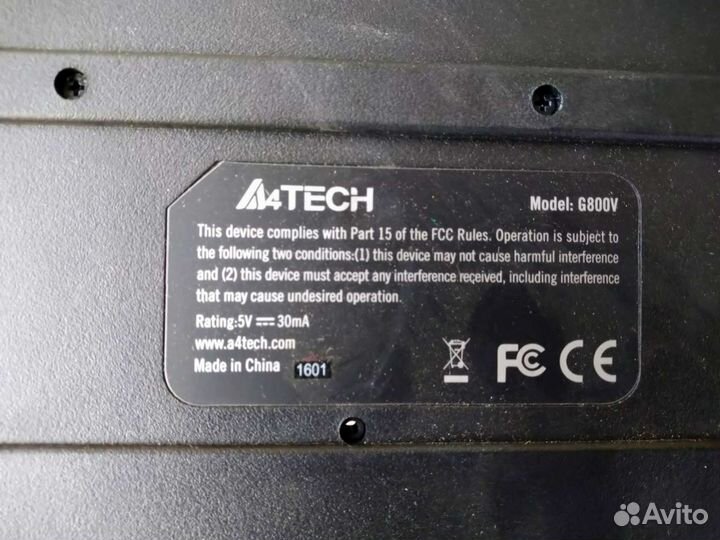 A4TECH
Model: G800V
This device complies with Part 15 of the FCC Rules. Operation is subject to
the following two conditions:(1) this device may not cause harmful interference
and (2) this device must accept any interference received, including interference
that may cause undesired operation.
Rating:5V 30mA
www.a4tech.com
Made in China 1601
FC CE
Avito